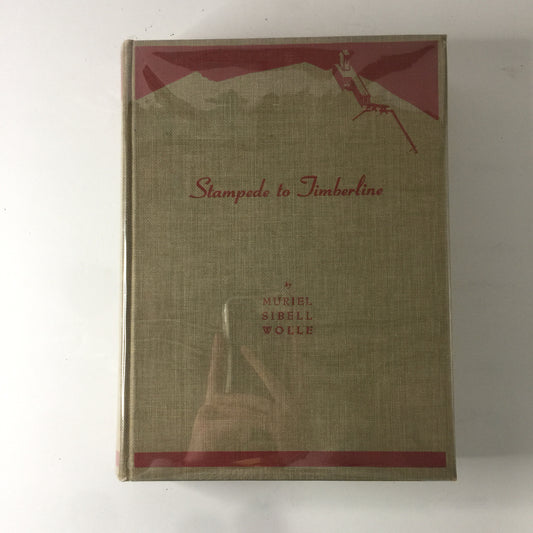 Stampede to Timberline
by
MURIEL
SIBELL
WOLLE